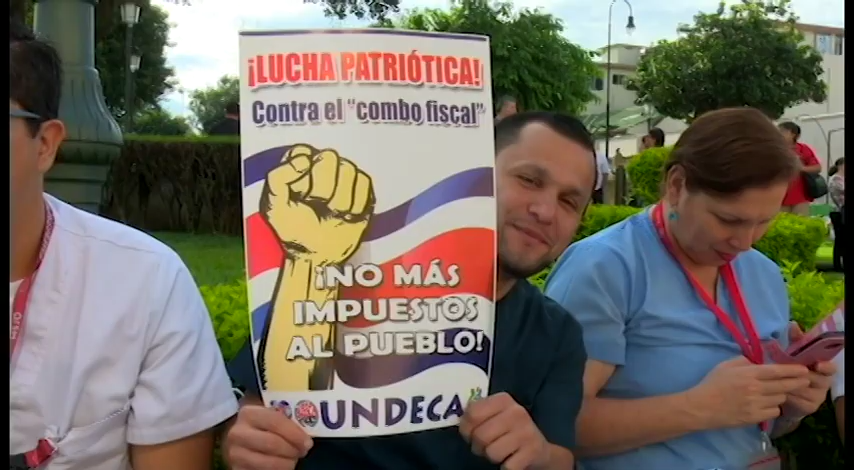 ¡LUCHA PATRIÓTICA!
Contra el "combo fiscal"
¡NO MÁS
IMPUESTOS
AL PUEBLO!
UNDECA